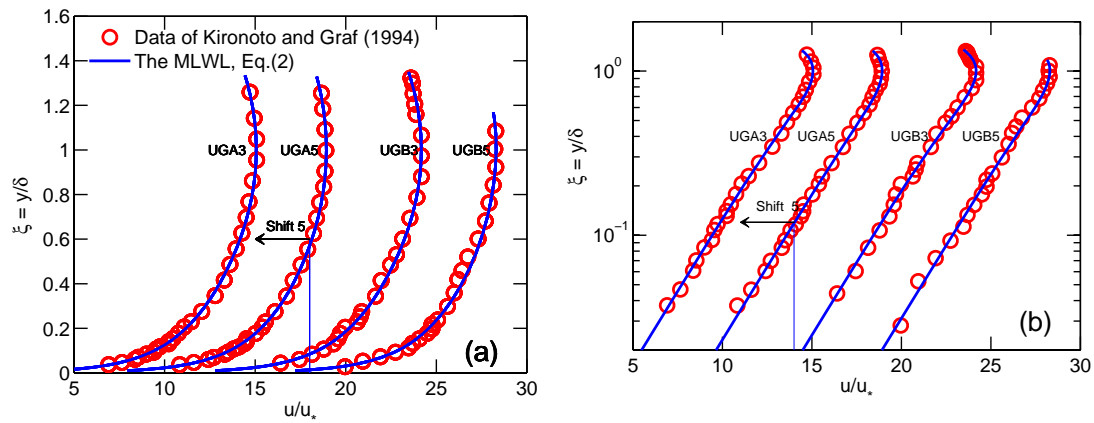 1.6
1.4
1.2
1
0.8
0.6
0.4
0.2
0
ξ = y/δ
Data of Kironoto and Graf (1994)
The MLWL, Eq.(2)
UGA3
UGA5
UGB3
UGB5
Shift 5
(a)
5 10 15 20 25 30
u/u*
10⁰
10⁻¹
ξ = y/δ
UGA3
UGA5
UGB3
UGB5
Shift 5
(b)
5 10 15 20 25 30
u/u*